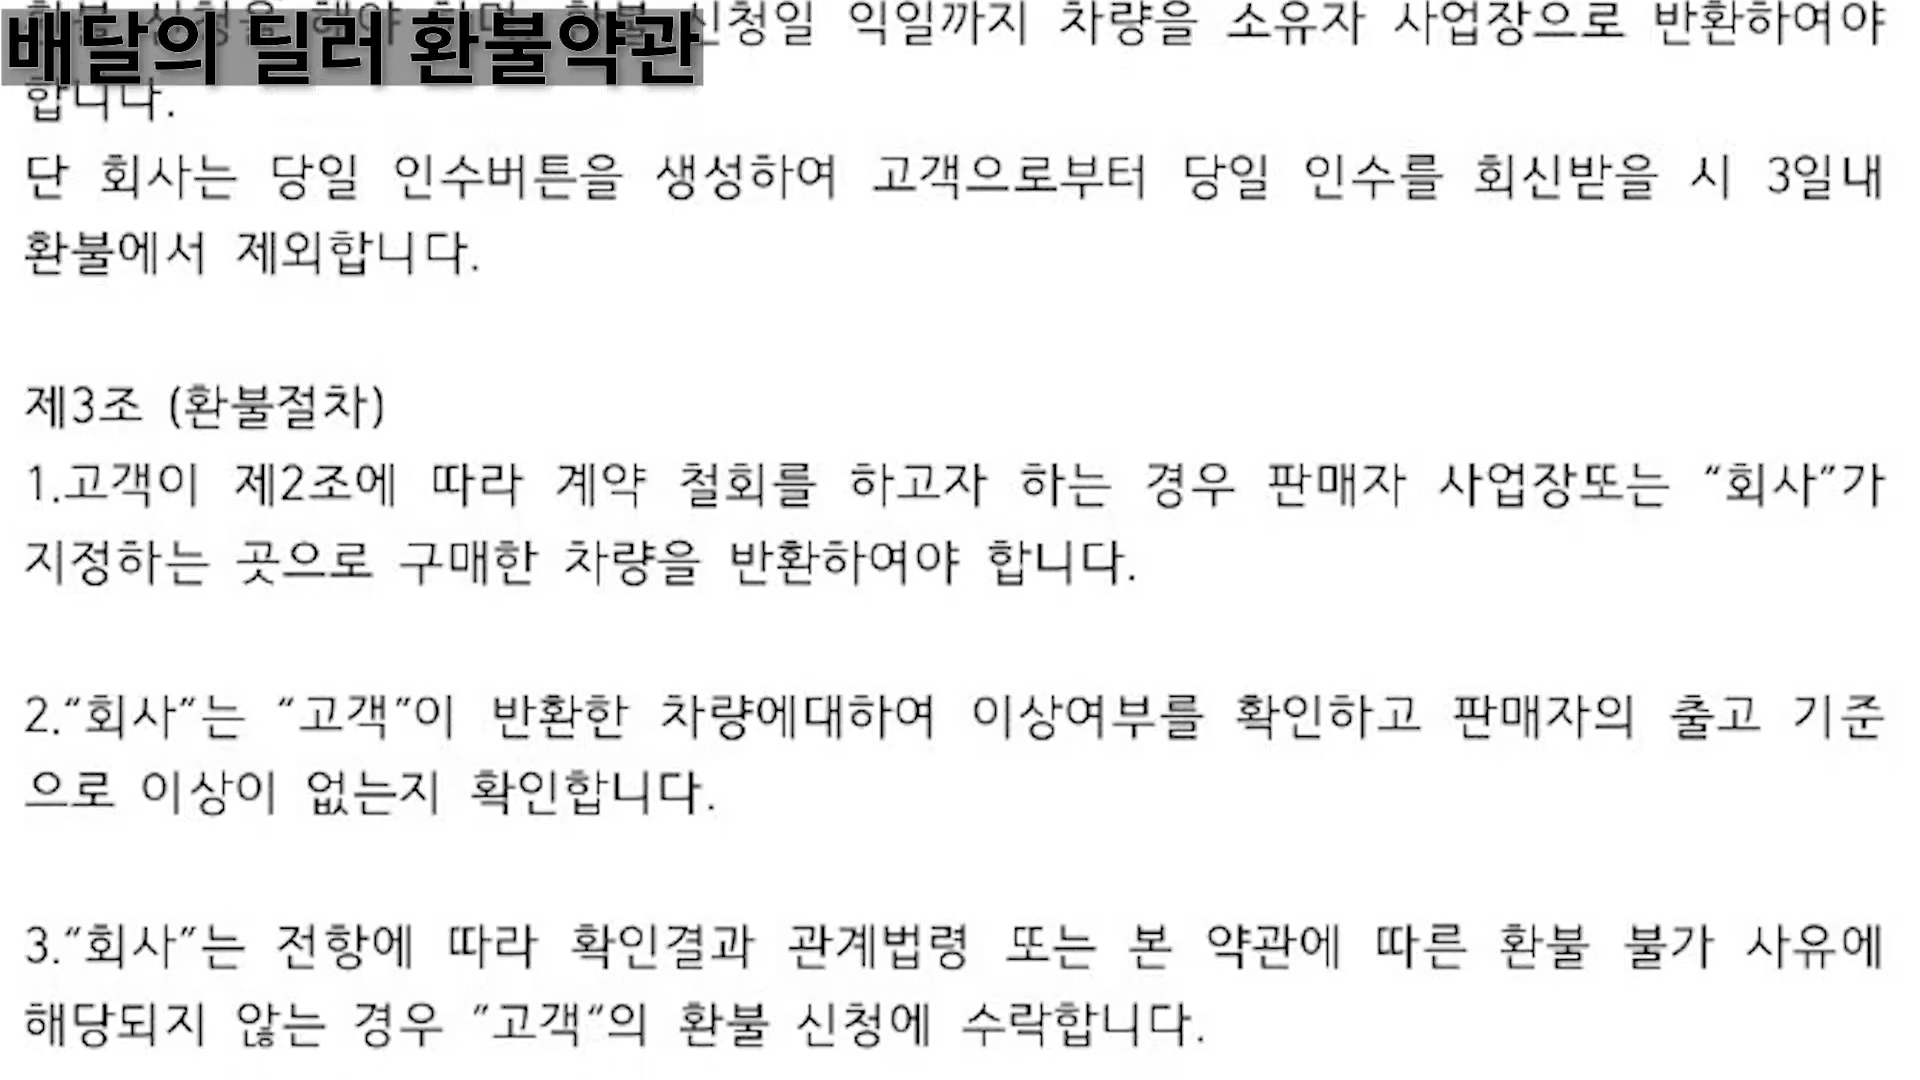 배달의 딜러 환불약관
신청일 익일까지 차량을 소유자 사업장으로 반환하여야
합니다.
단 회사는 당일 인수버튼을 생성하여 고객으로부터 당일 인수를 회신받을 시 3일내
환불에서 제외합니다.
제3조 (환불절차)
1.고객이 제2조에 따라 계약 철회를 하고자 하는 경우 판매자 사업장또는 "회사"가
지정하는 곳으로 구매한 차량을 반환하여야 합니다.
2."회사"는 "고객"이 반환한 차량에대하여 이상여부를 확인하고 판매자의 출고 기준
으로 이상이 없는지 확인합니다.
3."회사"는 전항에 따라 확인결과 관계법령 또는 본 약관에 따른 환불 불가 사유에
해당되지 않는 경우 "고객"의 환불 신청에 수락합니다.